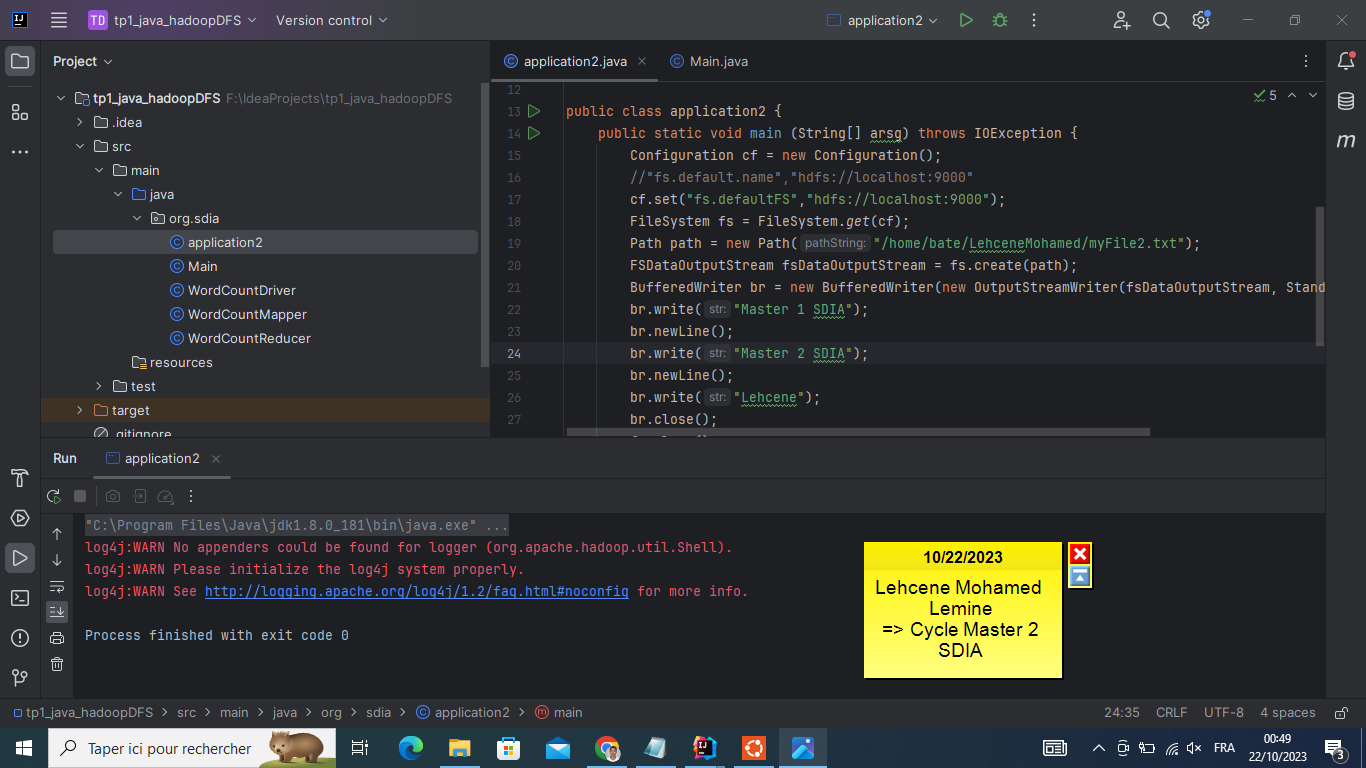 TD tp1_java_hadoopDFS Version control application2
Project
application2.java Main.java
tp1_java_hadoopDFS F:\IdeaProjects\tp1_java_hadoopDFS
.idea
src
main
java
org.sdia
application2
Main
WordCountDriver
WordCountMapper
WordCountReducer
resources
test
target
.gitignore
5
12
13 public class application2 {
14 public static void main (String[] arsg) throws IOException {
15 Configuration cf = new Configuration();
16 //"fs.default.name","hdfs://localhost:9000"
17 cf.set("fs.defaultFS","hdfs://localhost:9000");
18 FileSystem fs = FileSystem.get(cf);
19 Path path = new Path( pathString: "/home/bate/LehceneMohamed/myFile2.txt");
20 FSDataOutputStream fsDataOutputStream = fs.create(path);
21 BufferedWriter br = new BufferedWriter(new OutputStreamWriter(fsDataOutputStream, Stand
22 br.write( str: "Master 1 SDIA");
23 br.newLine();
24 br.write( str: "Master 2 SDIA");
25 br.newLine();
26 br.write( str: "Lehcene");
27 br.close();
m
Run application2
"C:\Program Files\Java\jdk1.8.0_181\bin\java.exe" ...
log4j:WARN No appenders could be found for logger (org.apache.hadoop.util.Shell).
log4j:WARN Please initialize the log4j system properly.
log4j:WARN See http://logging.apache.org/log4j/1.2/faq.html#noconfig for more info.
Process finished with exit code 0
10/22/2023
Lehcene Mohamed
Lemine
=> Cycle Master 2
SDIA
tp1_java_hadoopDFS > src > main > java > org > sdia > application2 > main
24:35 CRLF UTF-8 4 spaces
Taper ici pour rechercher
FRA
00:49
22/10/2023
3